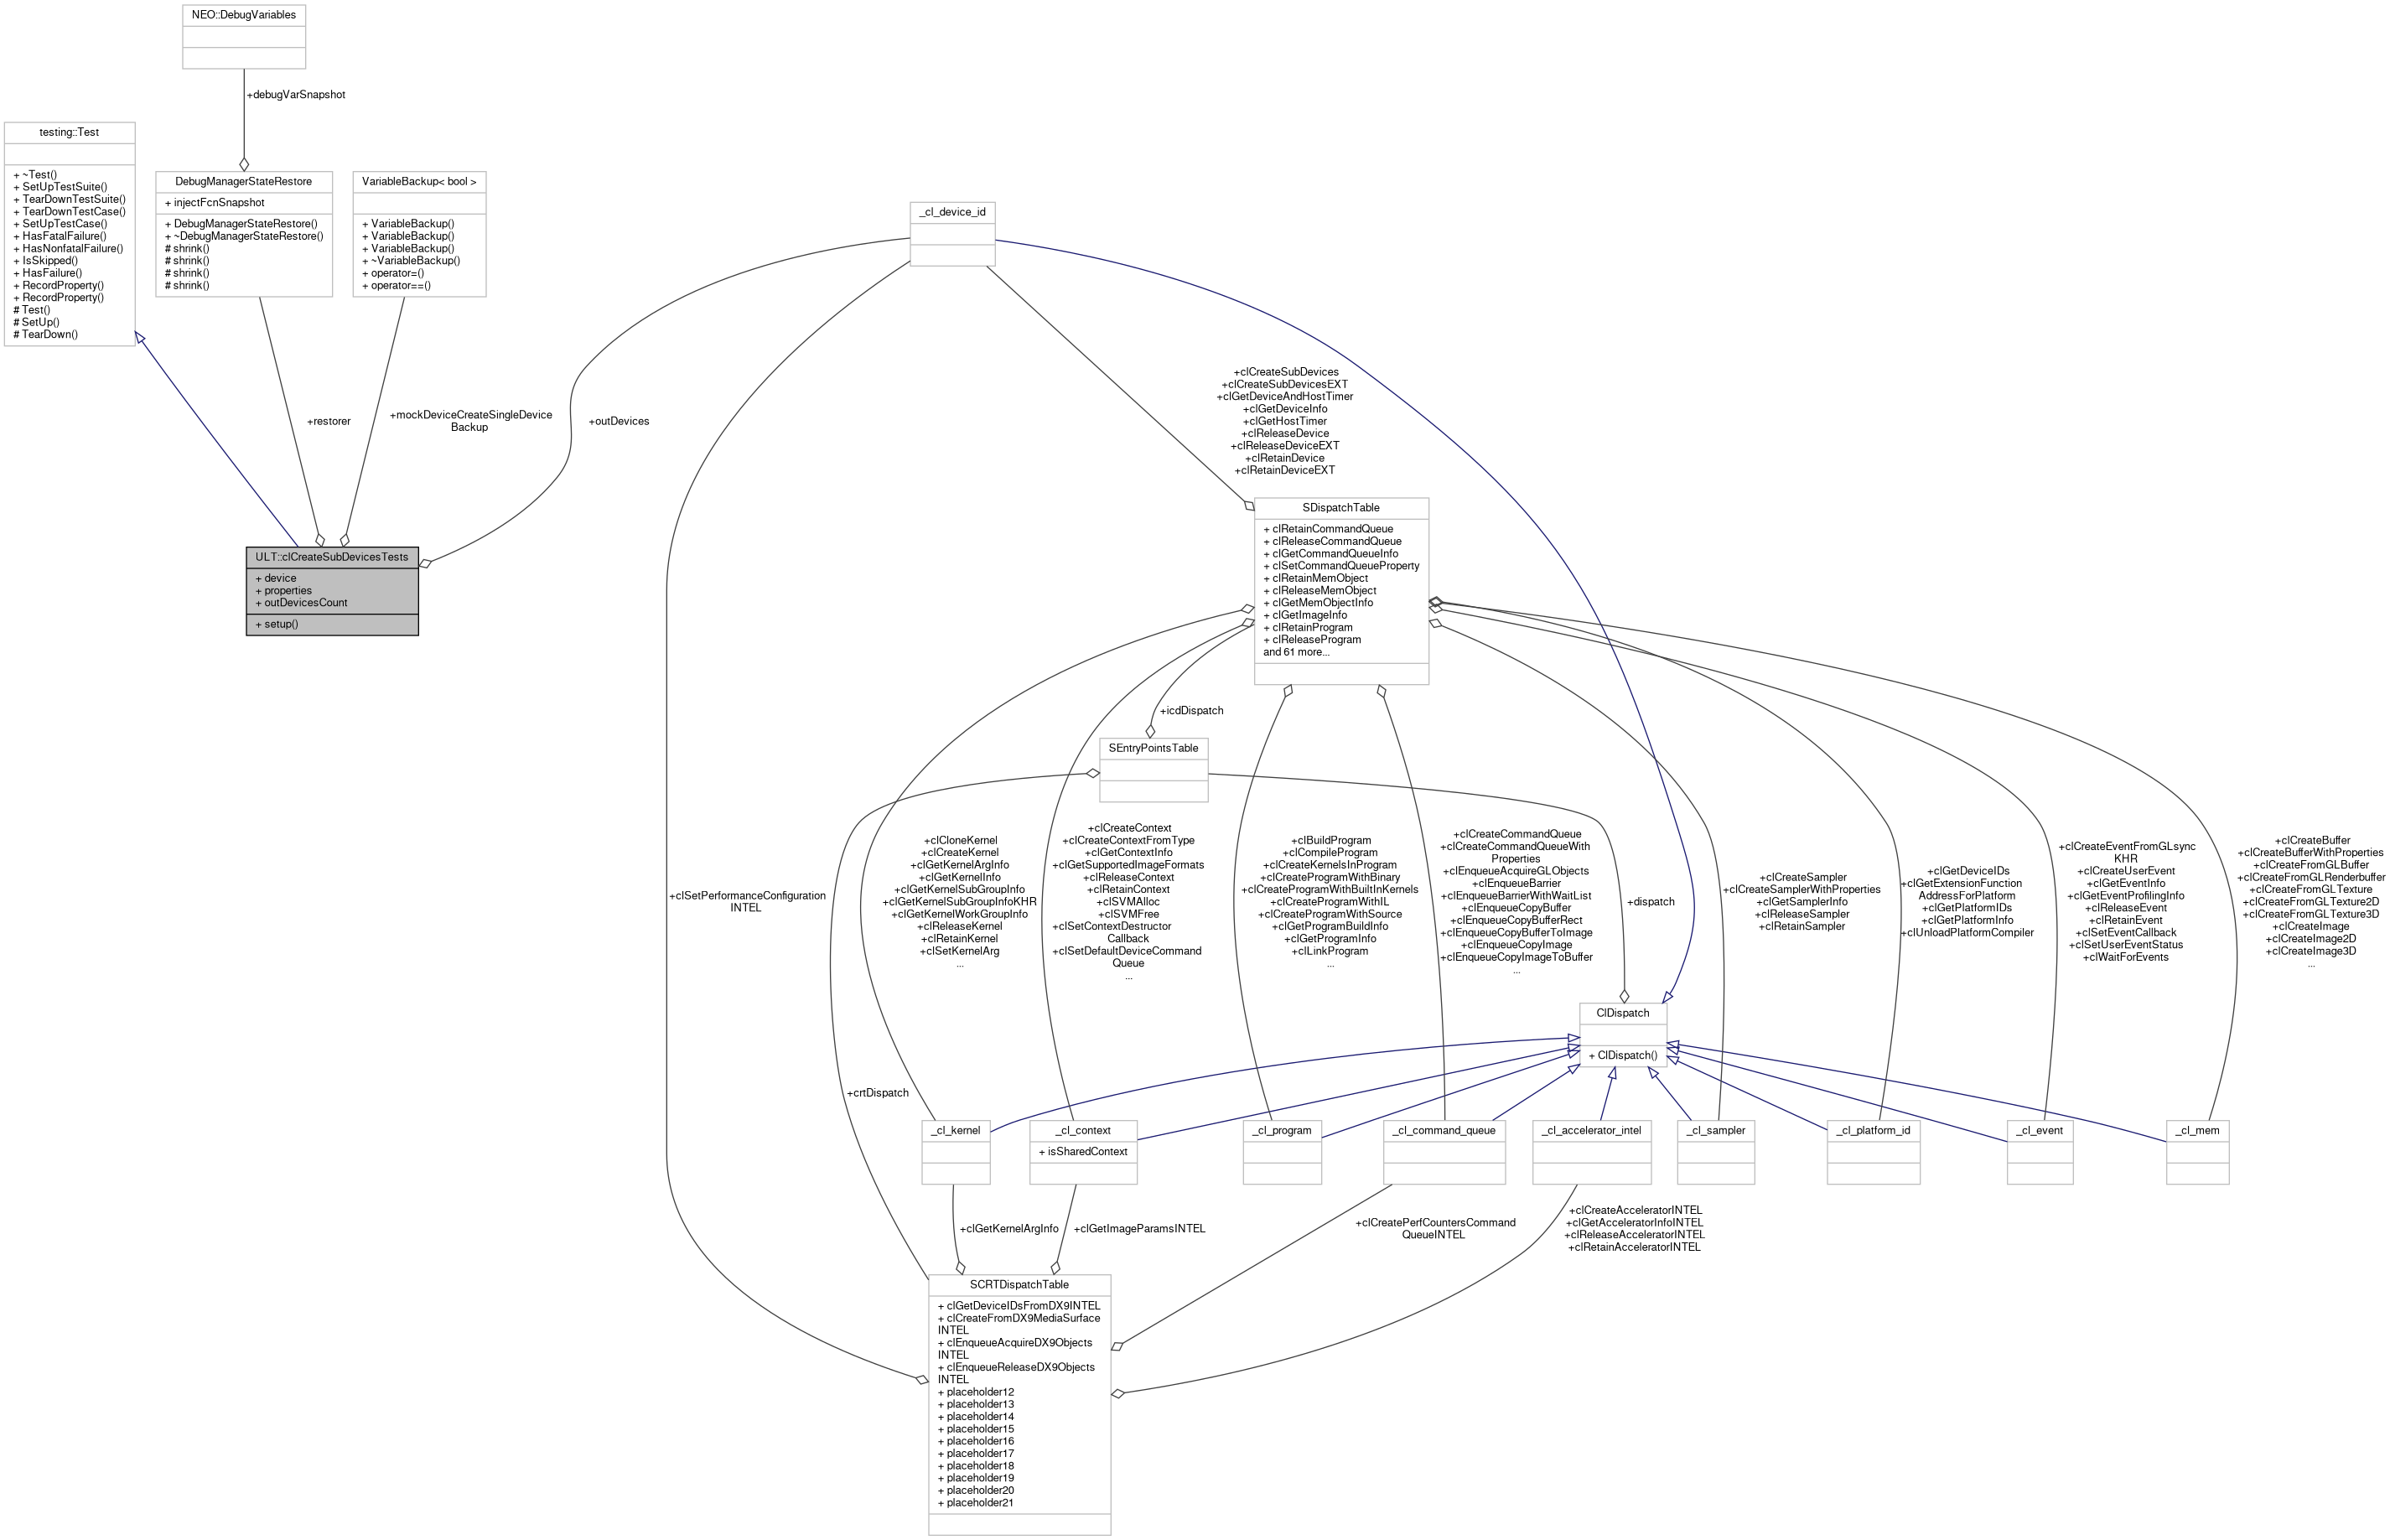 NEO::DebugVariables
+debugVarSnapshot
testing::Test
+ ~Test()
+ SetUpTestSuite()
+ TearDownTestSuite()
+ TearDownTestCase()
+ SetUpTestCase()
+ HasFatalFailure()
+ HasNonfatalFailure()
+ IsSkipped()
+ HasFailure()
+ RecordProperty()
+ RecordProperty()
# Test()
# SetUp()
# TearDown()
DebugManagerStateRestore
+ injectFcnSnapshot
+ DebugManagerStateRestore()
+ ~DebugManagerStateRestore()
# shrink()
# shrink()
# shrink()
# shrink()
VariableBackup< bool >
+ VariableBackup()
+ VariableBackup()
+ VariableBackup()
+ ~VariableBackup()
+ operator=()
+ operator==()
_cl_device_id
+restorer
+mockDeviceCreateSingleDevice
Backup
+outDevices
+clCreateSubDevices
+clCreateSubDevicesEXT
+clGetDeviceAndHostTimer
+clGetDeviceInfo
+clGetHostTimer
+clReleaseDevice
+clReleaseDeviceEXT
+clRetainDevice
+clRetainDeviceEXT
ULT::clCreateSubDevicesTests
+ device
+ properties
+ outDevicesCount
+ setup()
SDispatchTable
+ clRetainCommandQueue
+ clReleaseCommandQueue
+ clGetCommandQueueInfo
+ clSetCommandQueueProperty
+ clRetainMemObject
+ clReleaseMemObject
+ clGetMemObjectInfo
+ clGetImageInfo
+ clRetainProgram
+ clReleaseProgram
and 61 more...
+icdDispatch
SEntryPointsTable
+clSetPerformanceConfiguration
INTEL
+clCloneKernel
+clCreateKernel
+clGetKernelArgInfo
+clGetKernelInfo
+clGetKernelSubGroupInfo
+clGetKernelSubGroupInfoKHR
+clGetKernelWorkGroupInfo
+clReleaseKernel
+clRetainKernel
+clSetKernelArg
...
+clCreateContext
+clCreateContextFromType
+clGetContextInfo
+clGetSupportedImageFormats
+clReleaseContext
+clRetainContext
+clSVMAlloc
+clSVMFree
+clSetContextDestructor
Callback
+clSetDefaultDeviceCommand
Queue
...
+clBuildProgram
+clCompileProgram
+clCreateKernelsInProgram
+clCreateProgramWithBinary
+clCreateProgramWithBuiltInKernels
+clCreateProgramWithIL
+clCreateProgramWithSource
+clGetProgramBuildInfo
+clGetProgramInfo
+clLinkProgram
...
+clCreateCommandQueue
+clCreateCommandQueueWith
Properties
+clEnqueueAcquireGLObjects
+clEnqueueBarrier
+clEnqueueBarrierWithWaitList
+clEnqueueCopyBuffer
+clEnqueueCopyBufferRect
+clEnqueueCopyBufferToImage
+clEnqueueCopyImage
+clEnqueueCopyImageToBuffer
...
+dispatch
+clCreateSampler
+clCreateSamplerWithProperties
+clGetSamplerInfo
+clReleaseSampler
+clRetainSampler
+clGetDeviceIDs
+clGetExtensionFunction
AddressForPlatform
+clGetPlatformIDs
+clGetPlatformInfo
+clUnloadPlatformCompiler
+clCreateEventFromGLsync
KHR
+clCreateUserEvent
+clGetEventInfo
+clGetEventProfilingInfo
+clReleaseEvent
+clRetainEvent
+clSetEventCallback
+clSetUserEventStatus
+clWaitForEvents
+clCreateBuffer
+clCreateBufferWithProperties
+clCreateFromGLBuffer
+clCreateFromGLRenderbuffer
+clCreateFromGLTexture
+clCreateFromGLTexture2D
+clCreateFromGLTexture3D
+clCreateImage
+clCreateImage2D
+clCreateImage3D
...
ClDispatch
+ ClDispatch()
+crtDispatch
_cl_kernel
_cl_context
+ isSharedContext
_cl_program
_cl_command_queue
_cl_accelerator_intel
_cl_sampler
_cl_platform_id
_cl_event
_cl_mem
+clGetKernelArgInfo
+clGetImageParamsINTEL
+clCreatePerfCountersCommand
QueueINTEL
+clCreateAcceleratorINTEL
+clGetAcceleratorInfoINTEL
+clReleaseAcceleratorINTEL
+clRetainAcceleratorINTEL
SCRTDispatchTable
+ clGetDeviceIDsFromDX9INTEL
+ clCreateFromDX9MediaSurface
INTEL
+ clEnqueueAcquireDX9Objects
INTEL
+ clEnqueueReleaseDX9Objects
INTEL
+ placeholder12
+ placeholder13
+ placeholder14
+ placeholder15
+ placeholder16
+ placeholder17
+ placeholder18
+ placeholder19
+ placeholder20
+ placeholder21